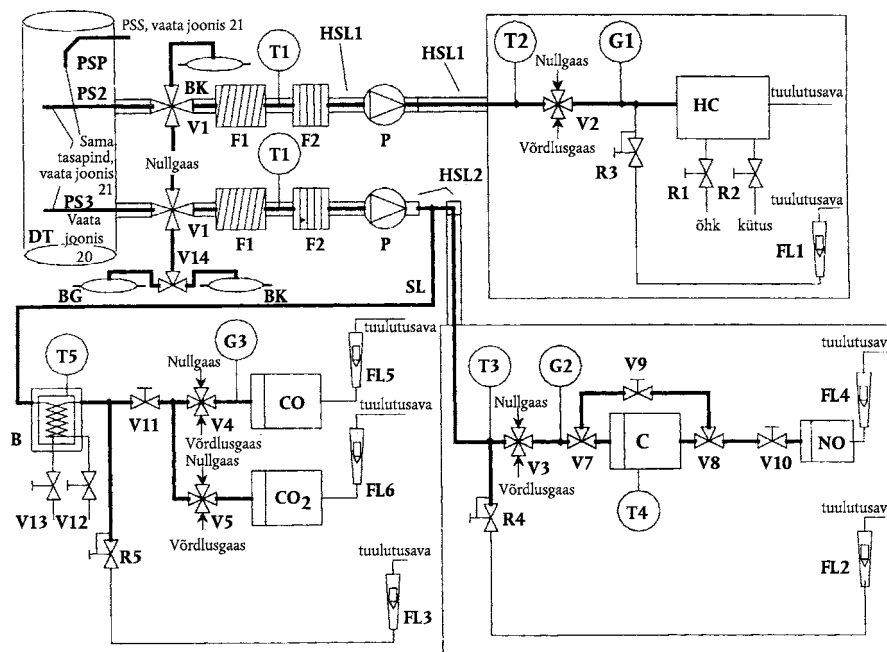 PSS, vaata joonis 21
PSP
PS2
BK
V1
F1
T1
F2
HSL1
P
HSL1
T2
Nullgaas
V2
Võrdlusgaas
G1
HC
tuulutusava
R3
R1
õhk
R2
kütus
tuulutusava
FL1
Sama
tasapind,
vaata joonis
21
Nullgaas
PS3
Vaata
joonis
20
DT
V1
F1
T1
F2
P
HSL2
V14
BG
BK
SL
T5
B
V13
V12
V11
Nullgaas
V4
Võrdlusgaas
G3
CO
tuulutusava
FL5
Nullgaas
V5
Võrdlusgaas
CO2
tuulutusava
FL6
R5
tuulutusava
FL3
T3
Nullgaas
V3
Võrdlusgaas
G2
V7
V9
C
T4
V8
V10
NO
tuulutusava
FL4
R4
tuulutusava
FL2